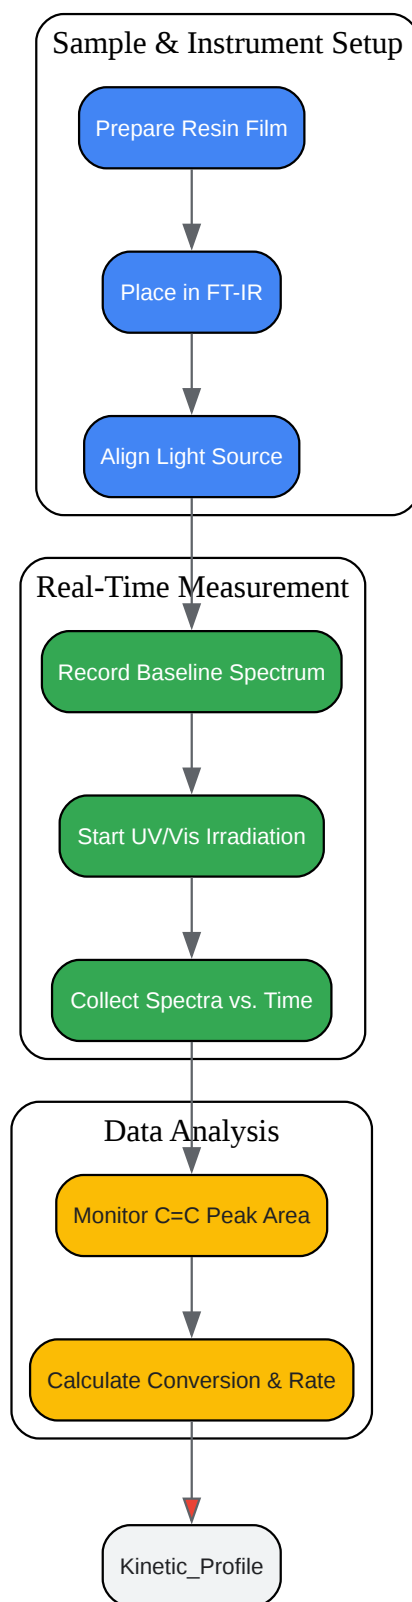 Sample & Instrument Setup
Prepare Resin Film
Place in FT-IR
Align Light Source
Real-Time Measurement
Record Baseline Spectrum
Start UV/Vis Irradiation
Collect Spectra vs. Time
Data Analysis
Monitor C=C Peak Area
Calculate Conversion & Rate
Kinetic_Profile